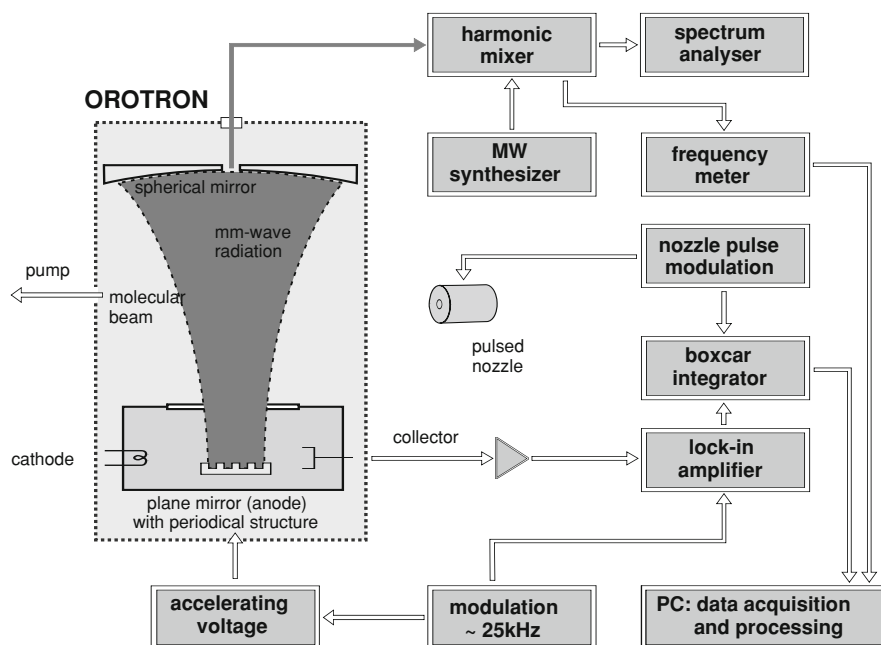 harmonic
mixer
spectrum
analyser
OROTRON
MW
synthesizer
frequency
meter
spherical mirror
mm-wave
radiation
nozzle pulse
modulation
pump
molecular
beam
pulsed
nozzle
boxcar
integrator
collector
cathode
lock-in
amplifier
plane mirror (anode)
with periodical structure
accelerating
voltage
modulation
~ 25kHz
PC: data acquisition
and processing